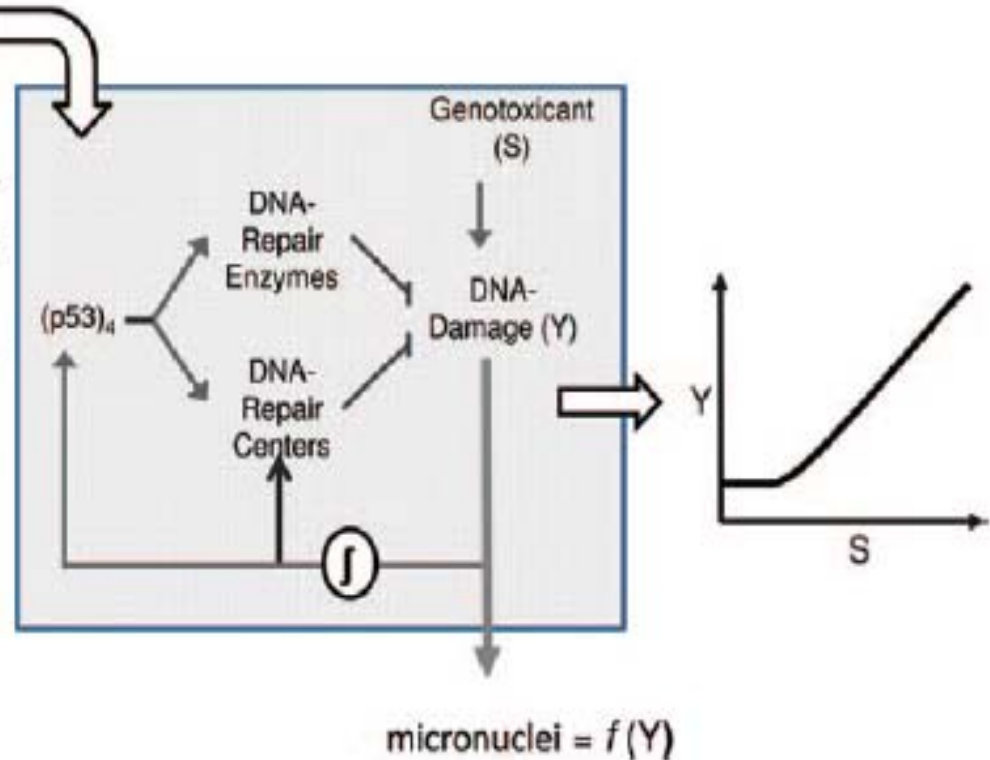 Genotoxicant
(S)
DNA-
Repair
Enzymes
(p53)₄
DNA-
Damage (Y)
DNA-
Repair
Centers
∫
Y
S
micronuclei = f (Y)